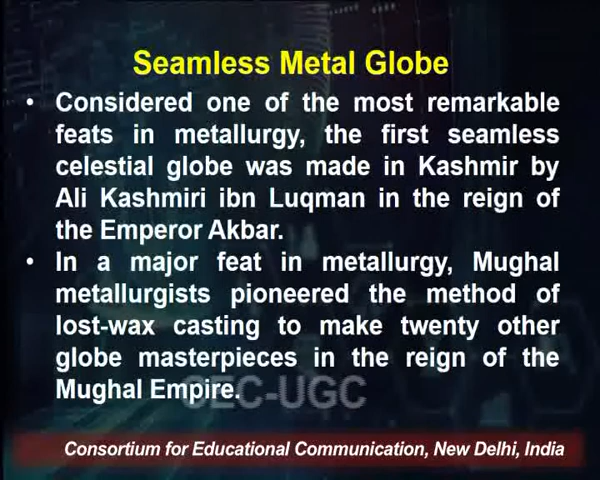 Seamless Metal Globe
• Considered one of the most remarkable
feats in metallurgy, the first seamless
celestial globe was made in Kashmir by
Ali Kashmiri ibn Luqman in the reign of
the Emperor Akbar.
• In a major feat in metallurgy, Mughal
metallurgists pioneered the method of
lost-wax casting to make twenty other
globe masterpieces in the reign of the
Mughal Empire.
CEC-UGC
Consortium for Educational Communication, New Delhi, India